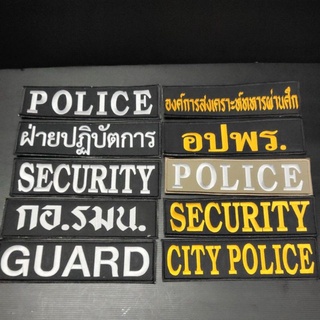 POLICE
องค์การสงเคราะห์ทหารผ่านศึก
ฝ่ายปฏิบัตการ
อปพร.
SECURITY
POLICE
กอ.รมน.
SECURITY
GUARD
CITY POLICE